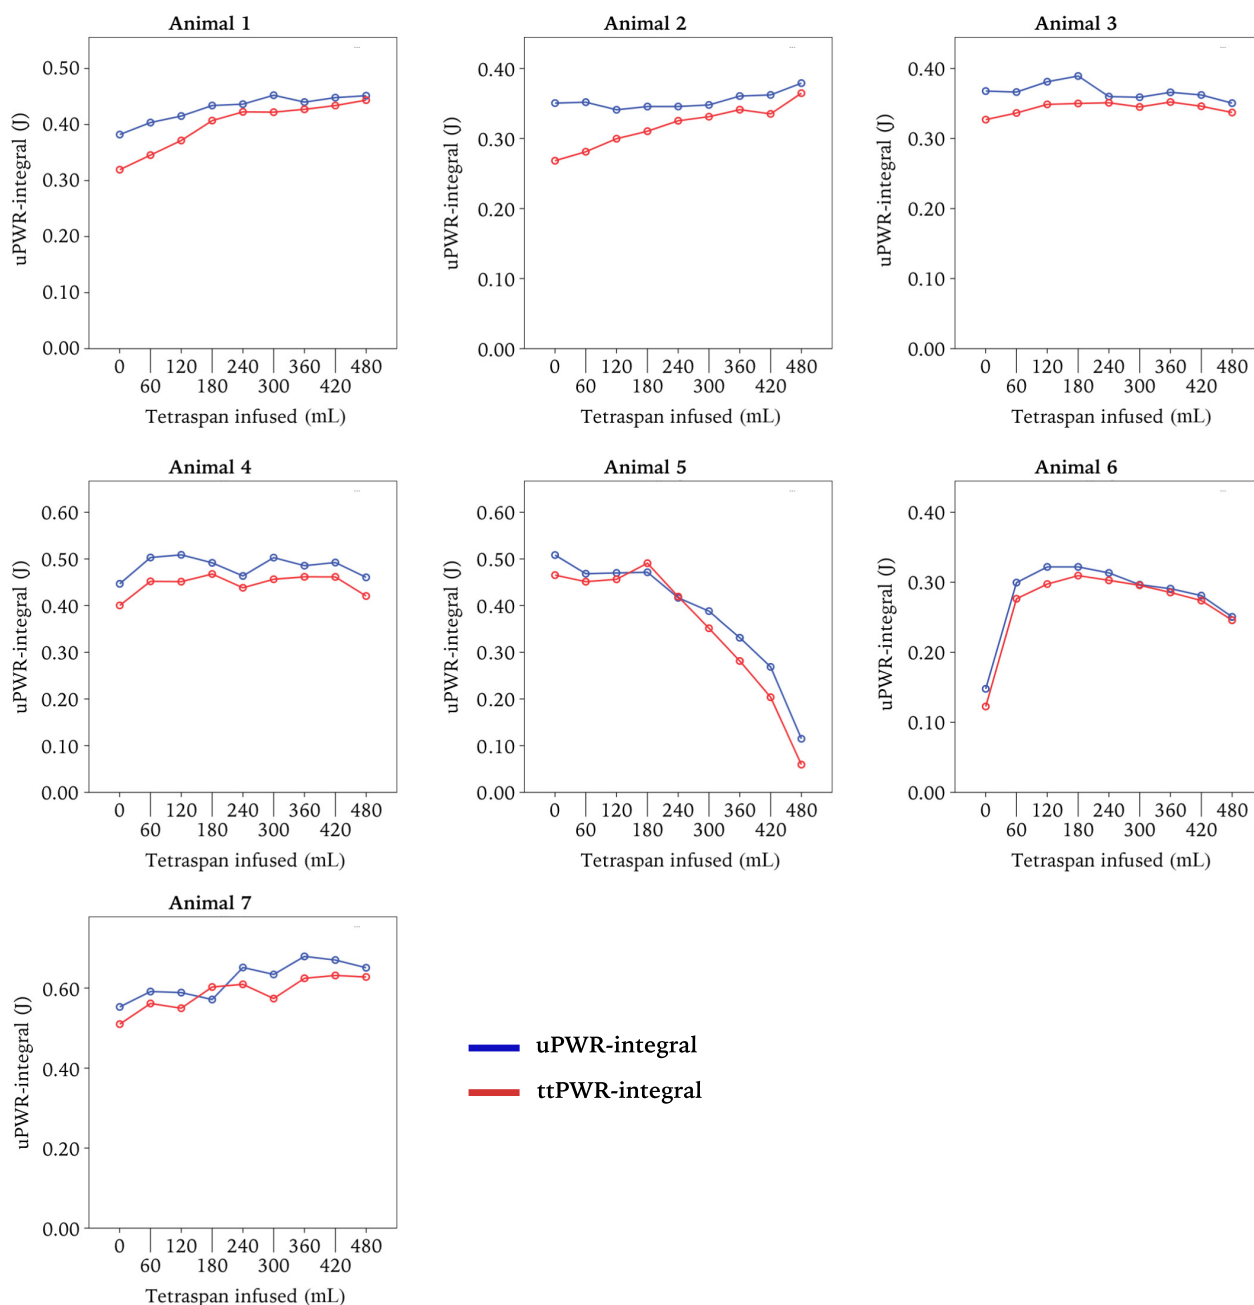 Animal 1
uPWR-integral (J)
0.50
0.40
0.30
0.20
0.10
0.00
0 120 240 360 480
60 180 300 420
Tetraspan infused (mL)
Animal 2
uPWR-integral (J)
0.40
0.30
0.20
0.10
0.00
0 120 240 360 480
60 180 300 420
Tetraspan infused (mL)
Animal 3
uPWR-integral (J)
0.40
0.30
0.20
0.10
0.00
0 120 240 360 480
60 180 300 420
Tetraspan infused (mL)
Animal 4
uPWR-integral (J)
0.60
0.50
0.40
0.30
0.20
0.10
0.00
0 120 240 360 480
60 180 300 420
Tetraspan infused (mL)
Animal 5
uPWR-integral (J)
0.60
0.50
0.40
0.30
0.20
0.10
0.00
0 120 240 360 480
60 180 300 420
Tetraspan infused (mL)
Animal 6
uPWR-integral (J)
0.40
0.30
0.20
0.10
0.00
0 120 240 360 480
60 180 300 420
Tetraspan infused (mL)
Animal 7
uPWR-integral (J)
0.60
0.40
0.20
0.00
0 120 240 360 480
60 180 300 420
Tetraspan infused (mL)
uPWR-integral
ttPWR-integral